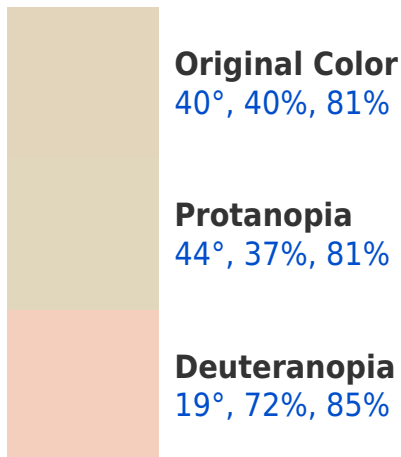 Original Color
40°, 40%, 81%
Protanopia
44°, 37%, 81%
Deuteranopia
19°, 72%, 85%